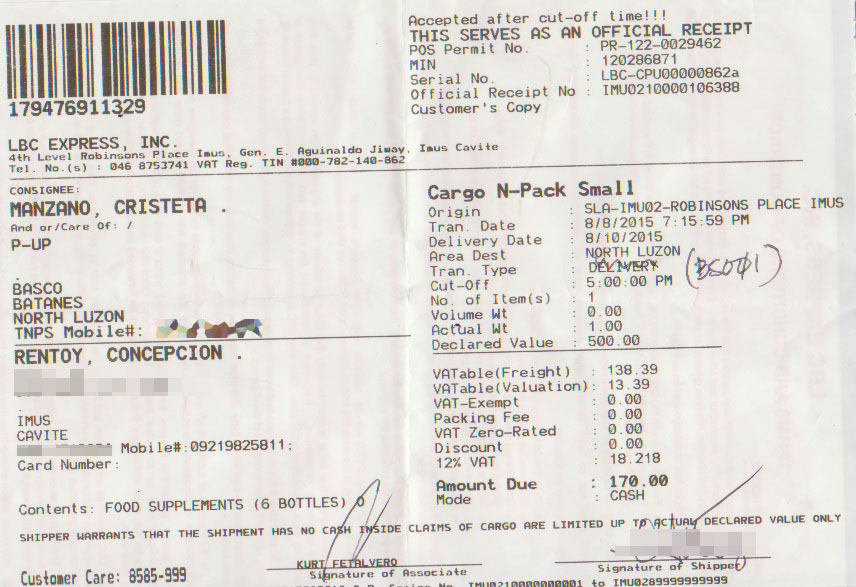 Accepted after cut-off time!!!
THIS SERVES AS AN OFFICIAL RECEIPT
POS Permit No. : PR-122-0029462
MIN : 120286871
Serial No. : LBC-CPU00000862a
Official Receipt No : IMU0210000106388
Customer's Copy
179476911329
LBC EXPRESS, INC.
4th Level Robinsons Place Imus, Gen. E. Aguinaldo Jiway, Imus Cavite
Tel. No.(s) : 046 8753741 VAT Reg. TIN #000-782-140-862
CONSIGNEE:
MANZANO, CRISTETA .
And or/Care Of: /
P-UP
.
BASCO
BATANES
NORTH LUZON
TNPS Mobile#:
RENTOY, CONCEPCION .
.
IMUS
CAVITE
Mobile#:09219825811;
Card Number:
Contents: FOOD SUPPLEMENTS (6 BOTTLES) O
Cargo N-Pack Small
Origin : SLA-IMU02-ROBINSONS PLACE IMUS
Tran. Date : 8/8/2015 7:15:59 PM
Delivery Date : 8/10/2015
Area Dest : NORTH LUZON
Tran. Type : DELIVERY (BS001)
Cut-Off : 5:00:00 PM
No. of Item(s) : 1
Volume Wt : 0.00
Actual Wt : 1.00
Declared Value : 500.00
VATable(Freight) : 138.39
VATable(Valuation): 13.39
VAT-Exempt : 0.00
Packing Fee : 0.00
VAT Zero-Rated : 0.00
Discount : 0.00
12% VAT : 18.218
Amount Due : 170.00
Mode : CASH
SHIPPER WARRANTS THAT THE SHIPMENT HAS NO CASH INSIDE CLAIMS OF CARGO ARE LIMITED UP TO ACTUAL DECLARED VALUE ONLY
KURT FETALVERO
Customer Care: 8585-999
Signature of Associate
Signature of Shipper
IMU0210000000001 to IMU0289999999999